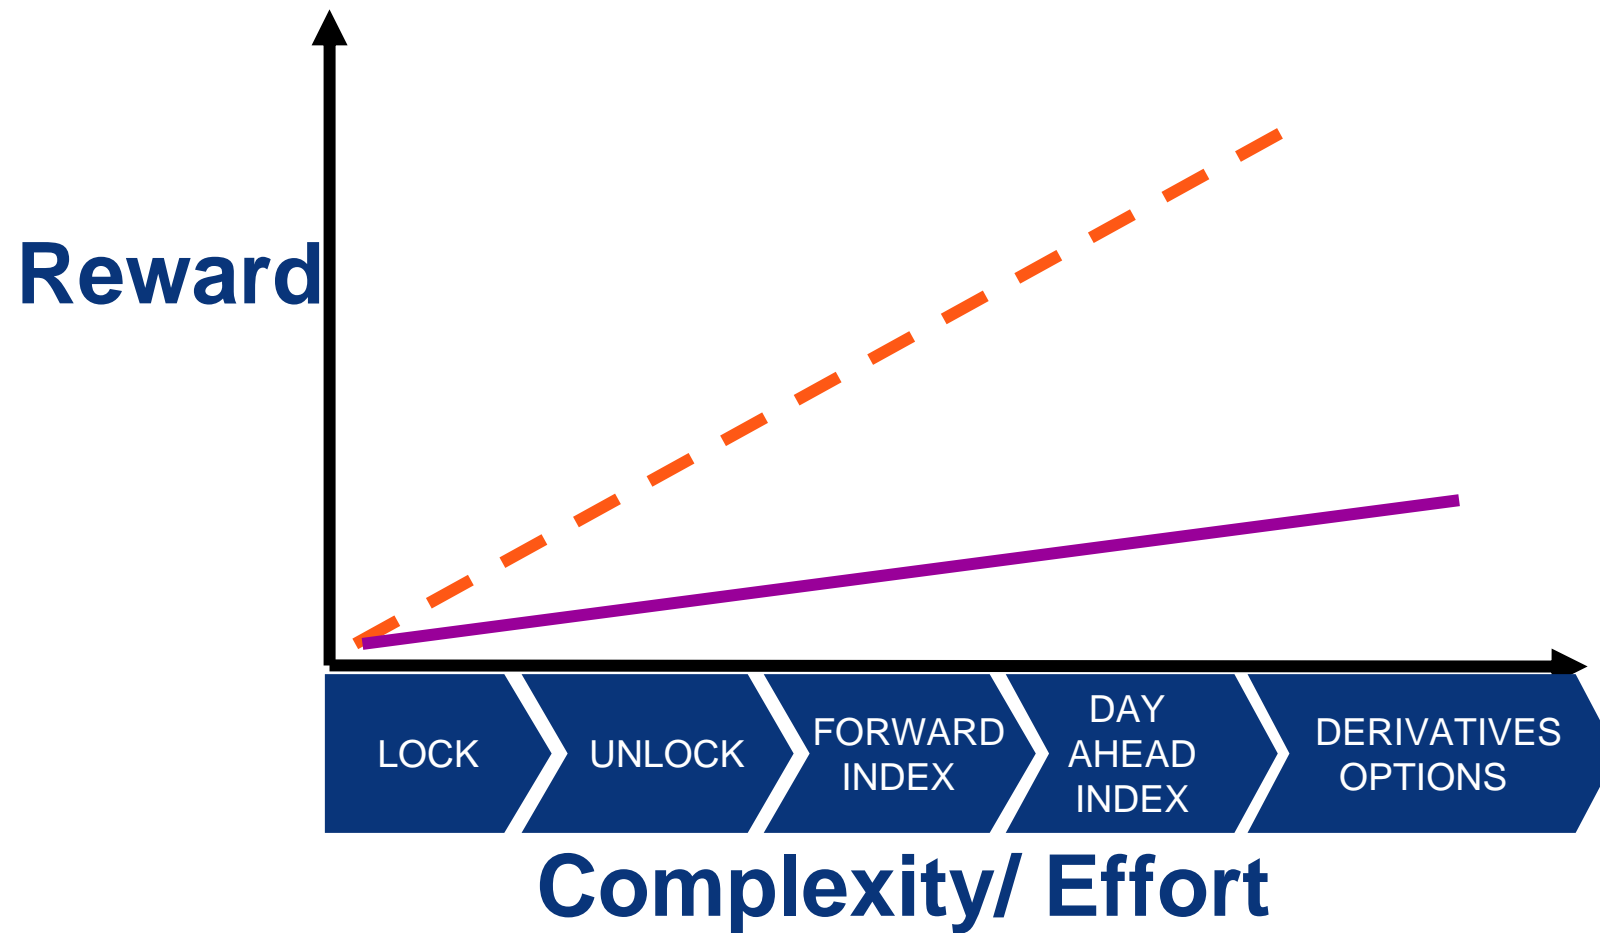 Reward
LOCK
UNLOCK
FORWARD
INDEX
DAY
AHEAD
INDEX
DERIVATIVES
OPTIONS
Complexity/ Effort